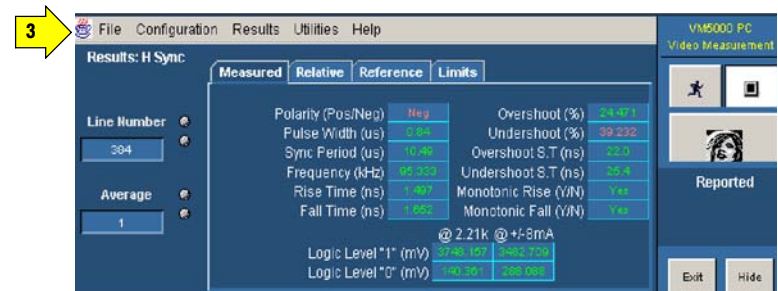 3
File Configuration Results Utilities Help
VM5000 PC
Video Measurement
Results: H Sync
Measured Relative Reference Limits
Line Number
384
Average
1
Polarity (Pos/Neg) Neg Overshoot (%) 24.471
Pulse Width (us) 0.84 Undershoot (%) 39.232
Sync Period (us) 10.49 Overshoot S.T (ns) 22.0
Frequency (kHz) 95.333 Undershoot S.T (ns) 25.4
Rise Time (ns) 1.497 Monotonic Rise (Y/N) Yes
Fall Time (ns) 1.652 Monotonic Fall (Y/N) Yes
@ 2.21k @ +/-8mA
Logic Level "1" (mV) 3748.157 3482.709
Logic Level "0" (mV) 140.361 288.088
Reported
Exit Hide